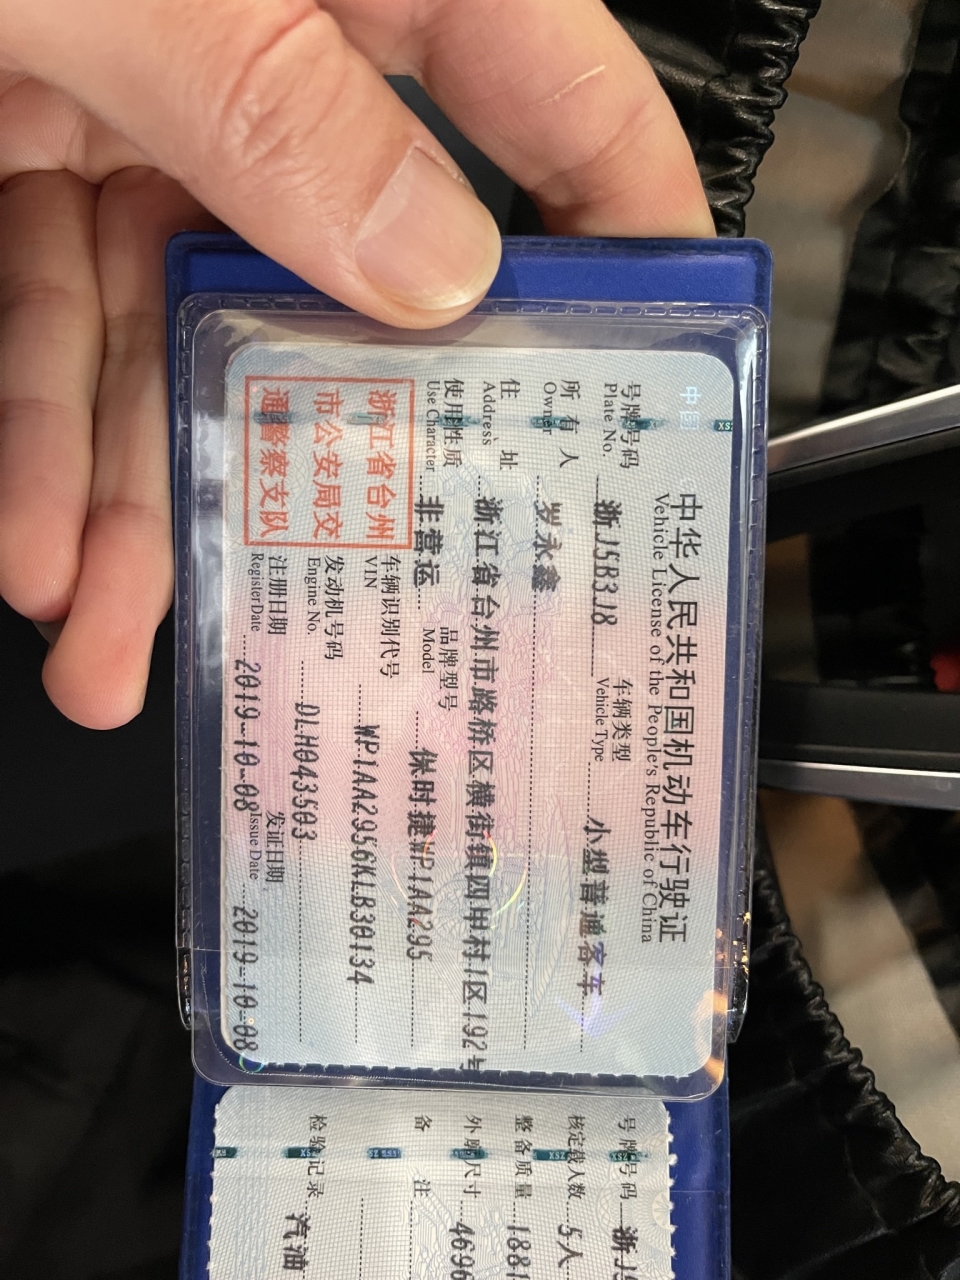 中国
中华人民共和国机动车行驶证
Vehicle License of the People's Republic of China
号牌号码 浙J5B3J8 车辆类型 小型普通客车
Plate No. Vehicle Type
所有人 罗永鑫
Owner
住址 浙江省台州市路桥区横街镇四甲村1区192号
Address
使用性质 非营运 品牌型号 保时捷WP1AA295
Use Character Model
浙江省台州
市公安局交
通警察支队
车辆识别代号 WP1AA2956KLB30134
VIN
发动机号码 DLH043503
Engine No.
注册日期 2019-10-08 发证日期 2019-10-08
Register Date Issue Date
号牌号码 浙J5
核定载人数 5人
整备质量 188
外廓尺寸 4696
备注
检验记录 汽油